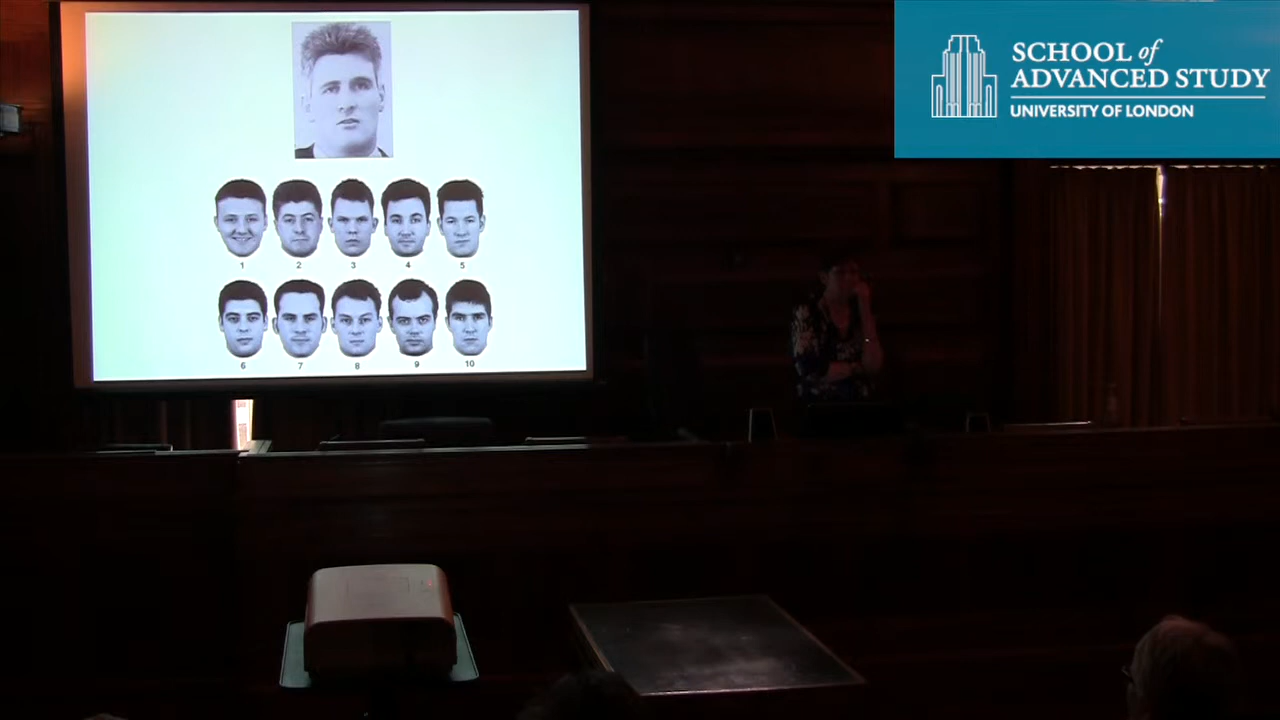 SCHOOL of
ADVANCED STUDY
UNIVERSITY OF LONDON
1 2 3 4 5
6 7 8 9 10